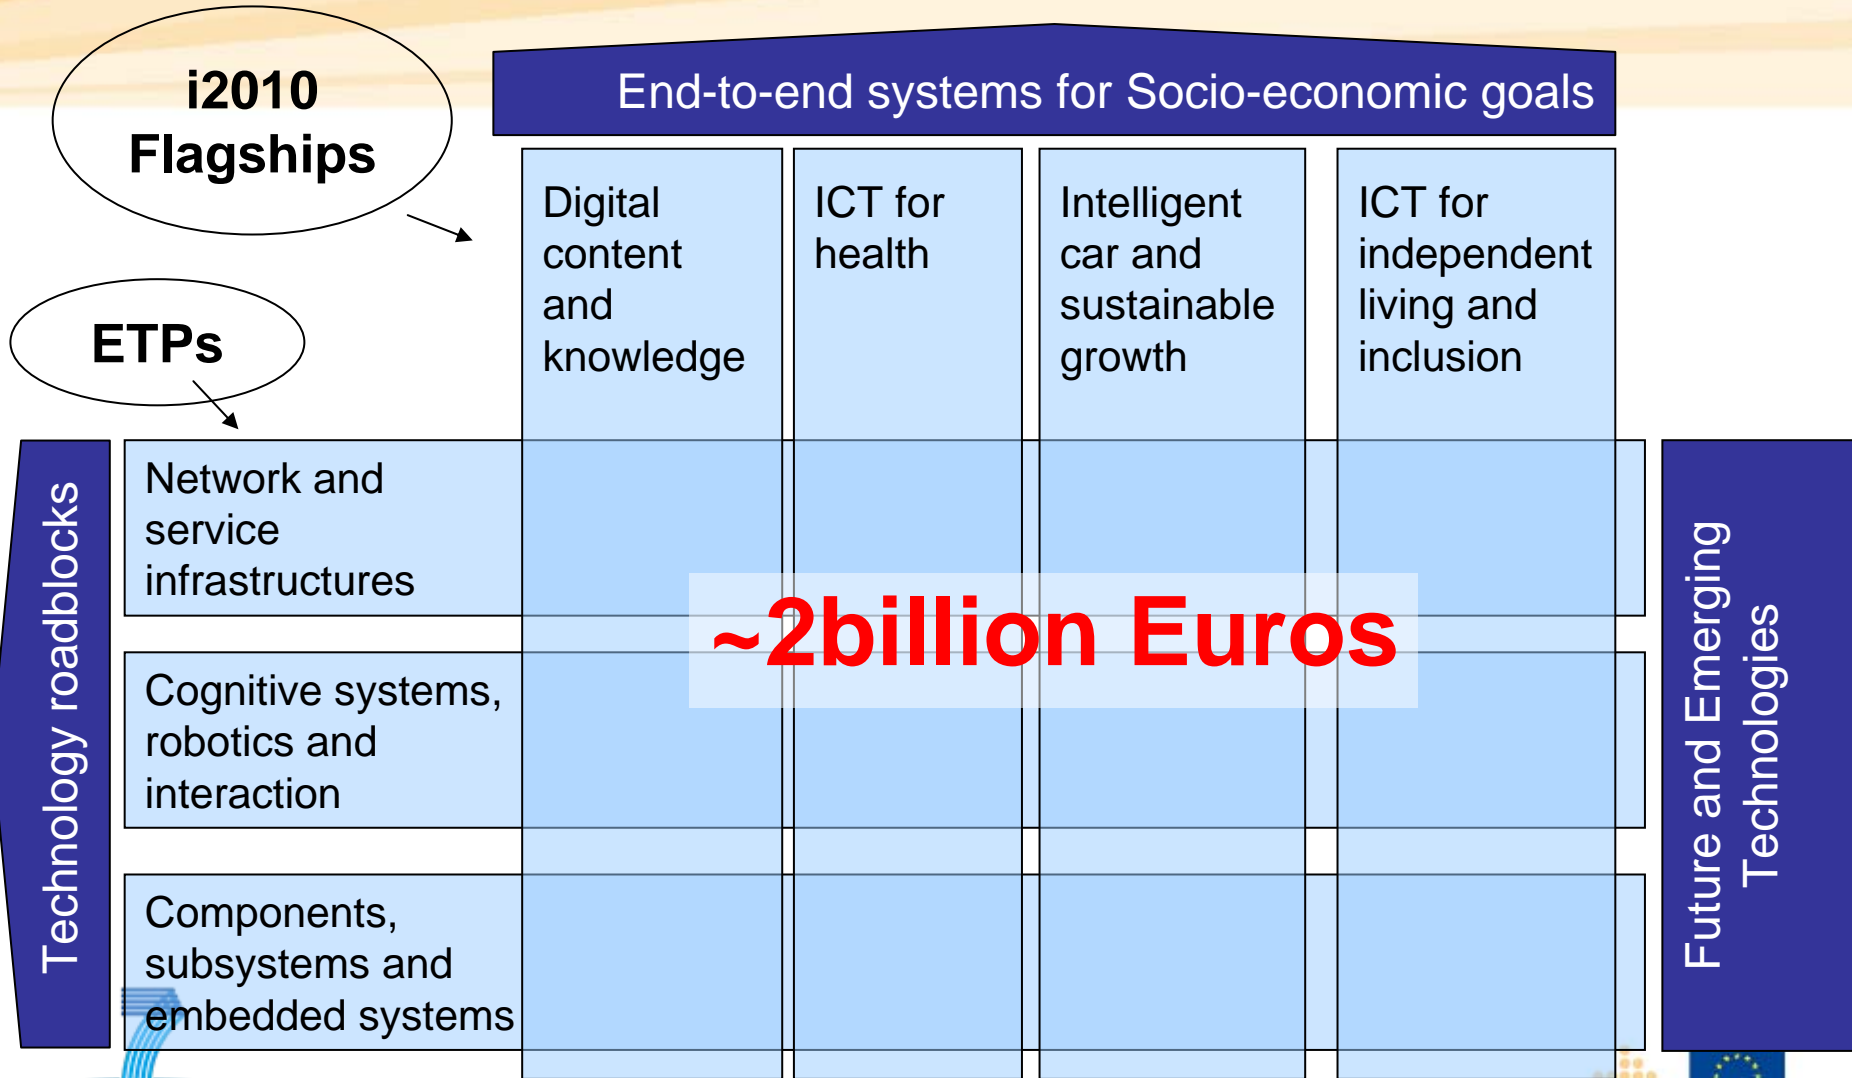 i2010
Flagships
End-to-end systems for Socio-economic goals
Digital
content
and
knowledge
ICT for
health
Intelligent
car and
sustainable
growth
ICT for
independent
living and
inclusion
ETPs
Technology roadblocks
Network and
service
infrastructures
~2billion Euros
Cognitive systems,
robotics and
interaction
Components,
subsystems and
embedded systems
Future and Emerging
Technologies